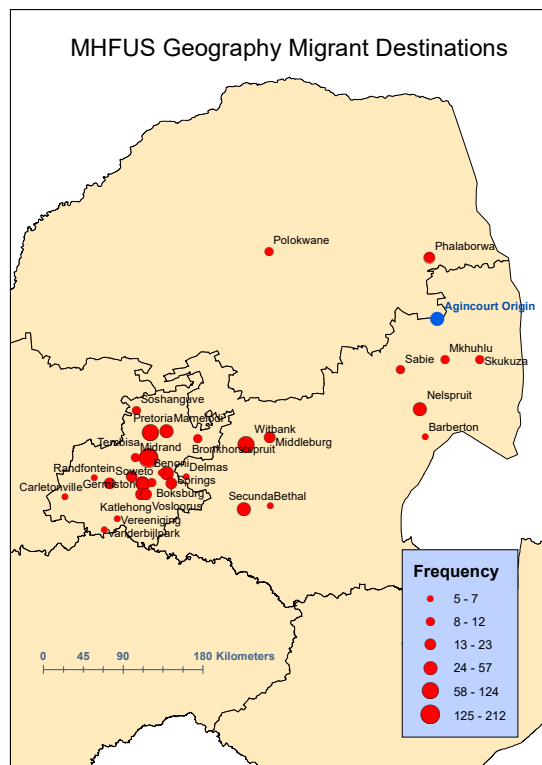 MHFUS Geography Migrant Destinations
Polokwane
Phalaborwa
Agincourt Origin
Mkhuhlu
Sabie
Skukuza
Nelspruit
Barberton
Soshanguve
Pretoria Mamelodi
Witbank
Middleburg
Tembisa Midrand
Bronkhorstspruit
Benoni
Randfontein Soweto
Delmas
Carletonville Germiston
Springs
Boksburg
Secunda Bethal
Katlehong Vosloorus
Vereeniging
Vanderbijlpark
Frequency
5 - 7
8 - 12
13 - 23
24 - 57
58 - 124
125 - 212
0 45 90 180 Kilometers